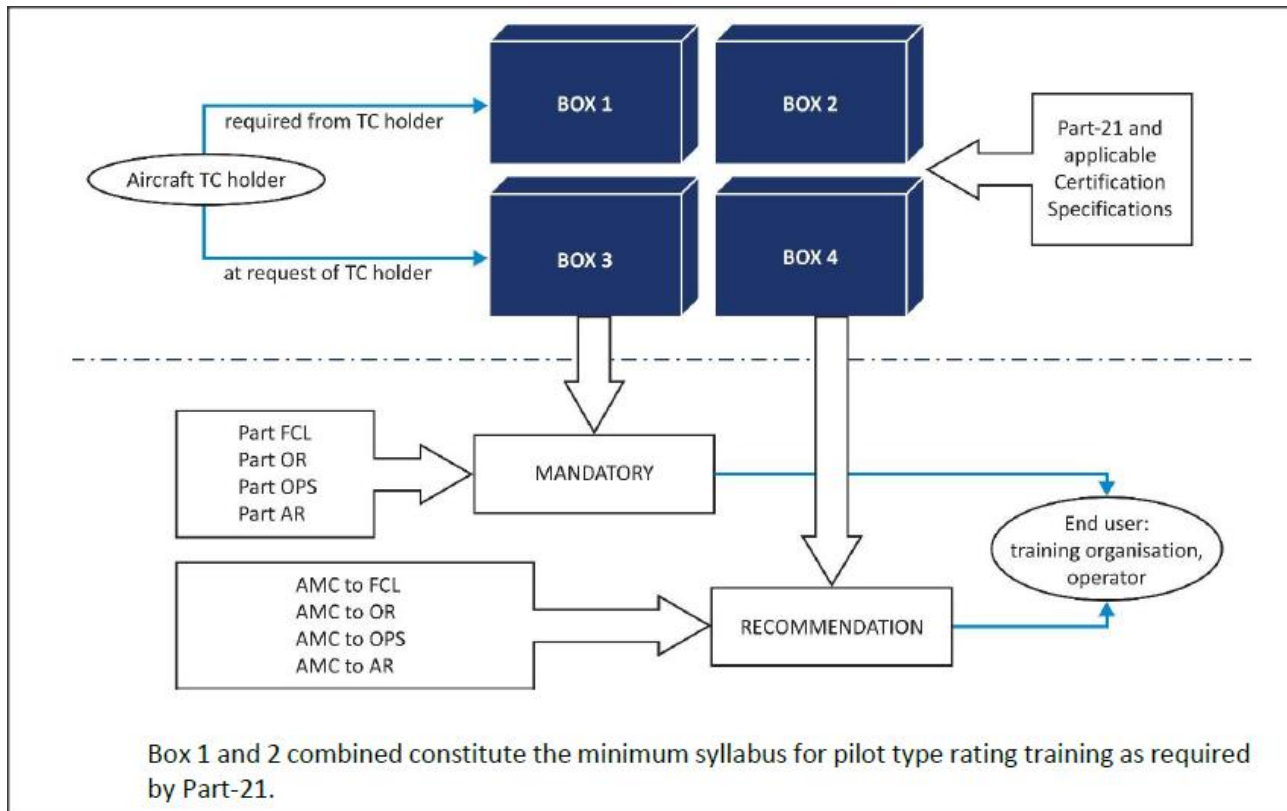 BOX 1
BOX 2
required from TC holder
Part-21 and
applicable
Certification
Specifications
Aircraft TC holder
BOX 3
BOX 4
at request of TC holder
Part FCL
Part OR
Part OPS
Part AR
MANDATORY
End user:
training organisation,
operator
AMC to FCL
AMC to OR
AMC to OPS
AMC to AR
RECOMMENDATION
Box 1 and 2 combined constitute the minimum syllabus for pilot type rating training as required
by Part-21.